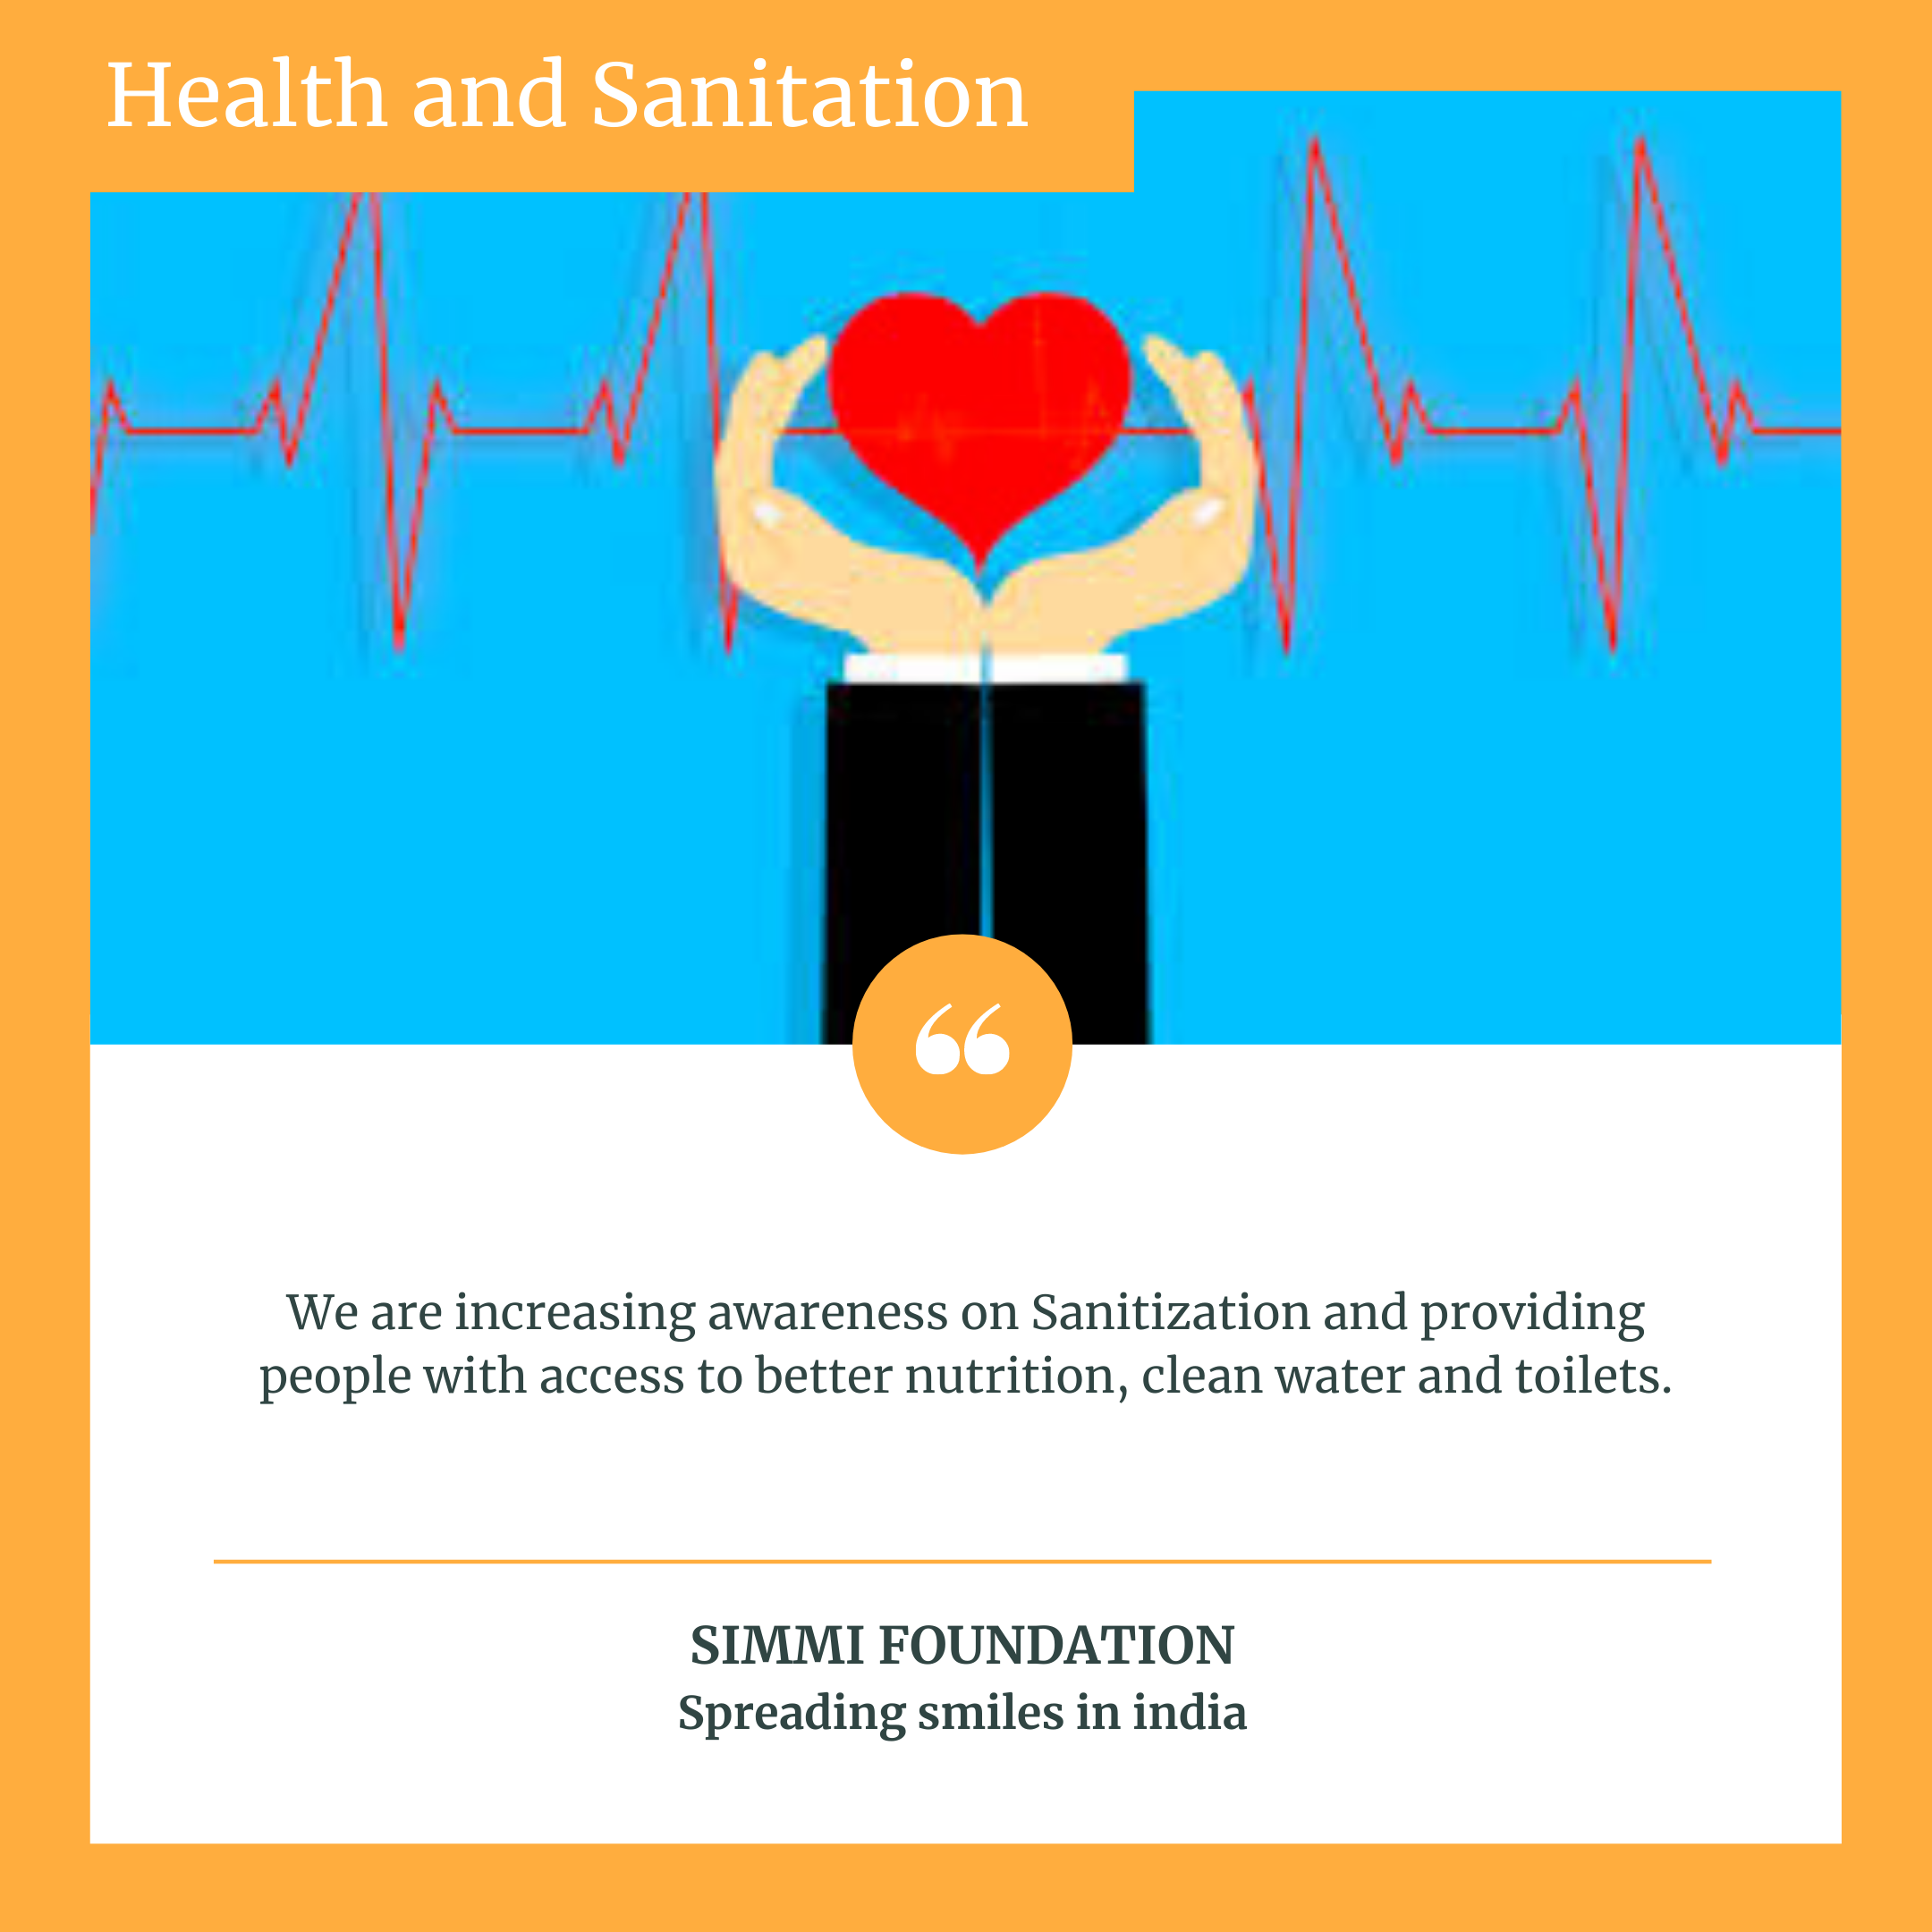 Health and Sanitation
“
We are increasing awareness on Sanitization and providing
people with access to better nutrition, clean water and toilets.
SIMMI FOUNDATION
Spreading smiles in india